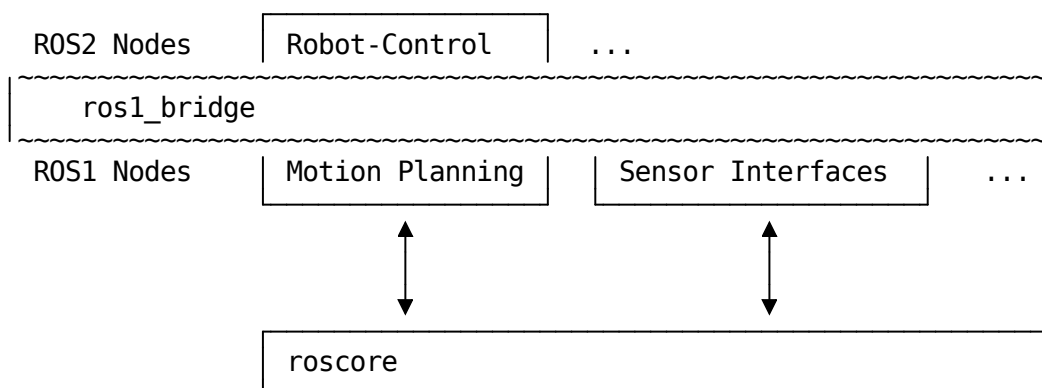 ROS2 Nodes Robot-Control ...
ros1_bridge
ROS1 Nodes Motion Planning Sensor Interfaces ...
roscore